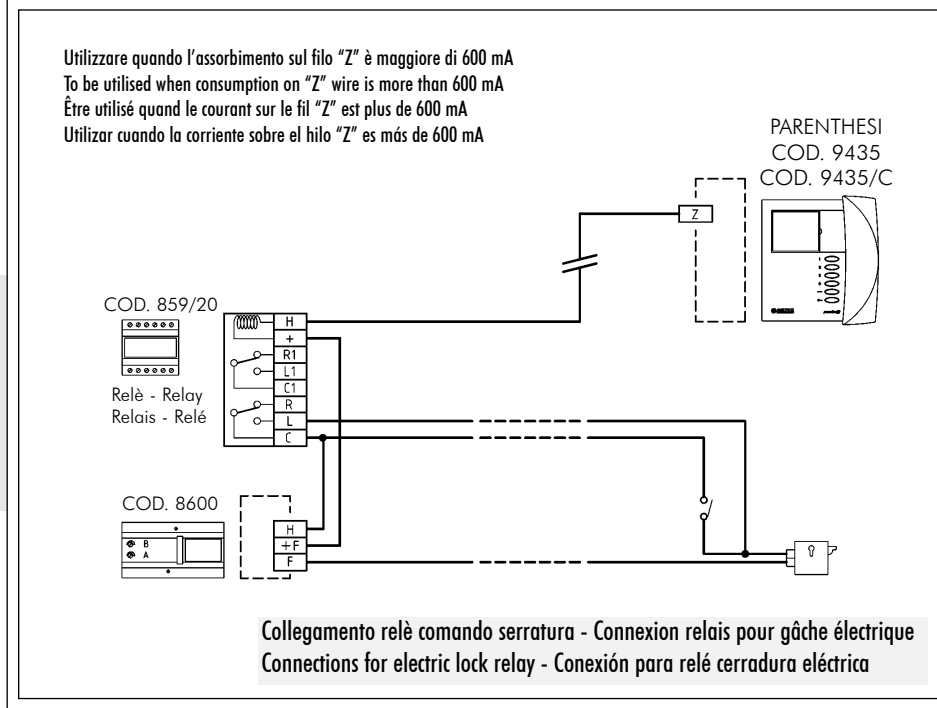 Utilizzare quando l’assorbimento sul filo “Z” è maggiore di 600 mA
To be utilised when consumption on “Z” wire is more than 600 mA
Être utilisé quand le courant sur le fil “Z” est plus de 600 mA
Utilizar cuando la corriente sobre el hilo “Z” es más de 600 mA
PARENTHESI
COD. 9435
COD. 9435/C
Z
COD. 859/20
Relè - Relay
Relais - Relé
H
+
R1
L1
C1
R
L
C
COD. 8600
B
A
H
+F
F
Collegamento relè comando serratura - Connexion relais pour gâche électrique
Connections for electric lock relay - Conexión para relé cerradura eléctrica